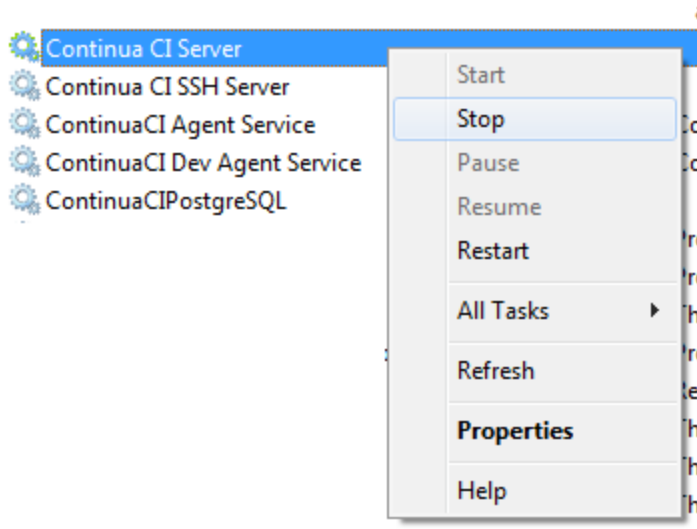 Continua CI Server
Continua CI SSH Server
ContinuaCI Agent Service
ContinuaCI Dev Agent Service
ContinuaCIPostgreSQL
Start
Stop
Pause
Resume
Restart
All Tasks
Refresh
Properties
Help